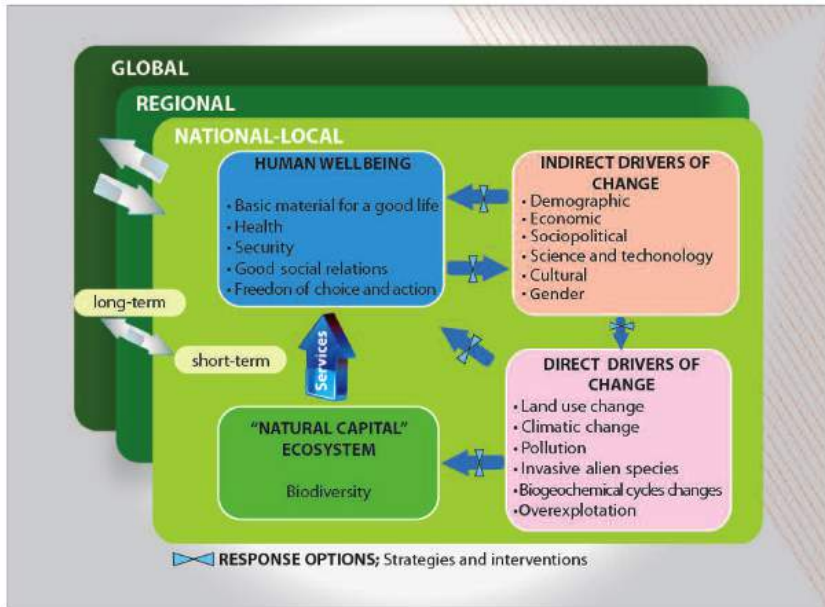 GLOBAL
REGIONAL
NATIONAL-LOCAL
HUMAN WELLBEING
• Basic material for a good life
• Health
• Security
• Good social relations
• Freedon of choice and action
INDIRECT DRIVERS OF
CHANGE
• Demographic
• Economic
• Sociopolitical
• Science and techonology
• Cultural
• Gender
long-term
short-term
Services
DIRECT DRIVERS OF
CHANGE
• Land use change
• Climatic change
• Pollution
• Invasive alien species
• Biogeochemical cycles changes
• Overexplotation
"NATURAL CAPITAL"
ECOSYSTEM
Biodiversity
RESPONSE OPTIONS; Strategies and interventions